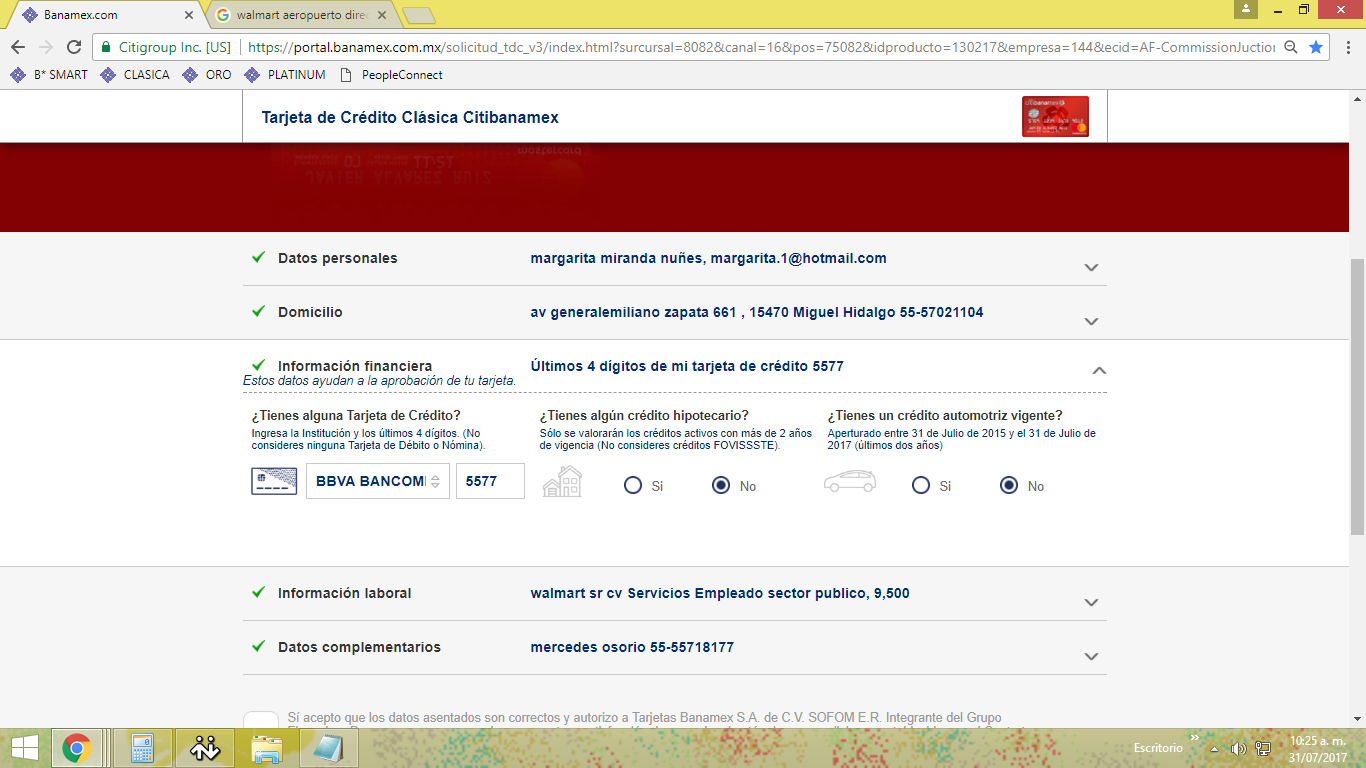 Banamex.com
walmart aeropuerto dire
Citigroup Inc. [US]
https://portal.banamex.com.mx/solicitud_tdc_v3/index.html?sursursal=8082&canal=16&pos=75082&idproducto=130217&empresa=144&ecid=AF-CommissionJuction
B* SMART CLASICA ORO PLATINUM PeopleConnect
Tarjeta de Crédito Clásica Citibanamex
citibanamex
Datos personales margarita miranda nuñes, margarita.1@hotmail.com
Domicilio av generalemiliano zapata 661 , 15470 Miguel Hidalgo 55-57021104
Información financiera Últimos 4 dígitos de mi tarjeta de crédito 5577
Estos datos ayudan a la aprobación de tu tarjeta.
¿Tienes alguna Tarjeta de Crédito? ¿Tienes algún crédito hipotecario? ¿Tienes un crédito automotriz vigente?
Ingresa la Institución y los últimos 4 dígitos. (No Sólo se valorarán los créditos activos con más de 2 años Aperturado entre 31 de Julio de 2015 y el 31 de Julio de
consideres ninguna Tarjeta de Débito o Nómina). de vigencia (No consideres créditos FOVISSSTE). 2017 (últimos dos años)
BBVA BANCOM 5577 Si No Si No
Información laboral walmart sr cv Servicios Empleado sector publico, 9,500
Datos complementarios mercedes osorio 55-55718177
Sí acepto que los datos asentados son correctos y autorizo a Tarjetas Banamex S.A. de C.V. SOFOM E.R. Integrante del Grupo
Escritorio
10:25 a. m.
31/07/2017